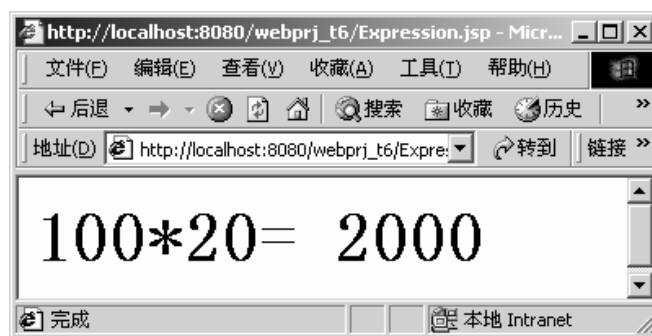 http://localhost:8080/webprj_t6/Expression.jsp - Micr...
文件(F) 编辑(E) 查看(V) 收藏(A) 工具(T) 帮助(H)
后退 搜索 收藏 历史 »
地址(D) http://localhost:8080/webprj_t6/Expre: 转到 链接 »
100*20= 2000
完成 本地 Intranet